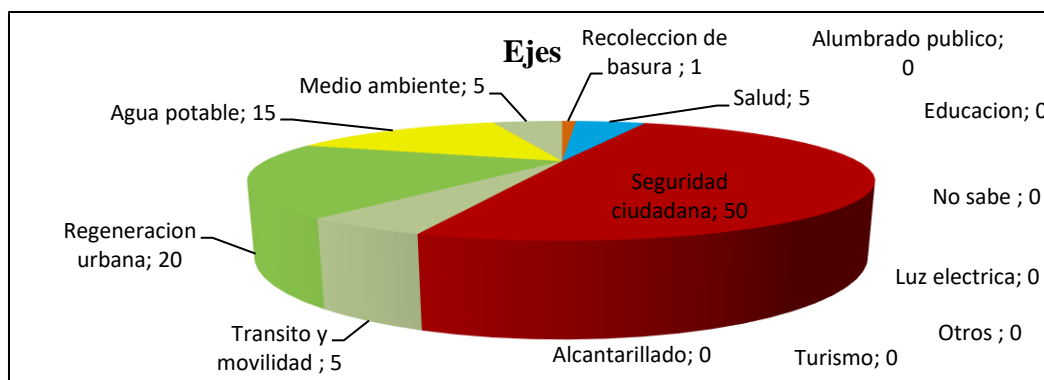 Ejes
Recoleccion de
basura ; 1
Alumbrado publico;
0
Medio ambiente; 5
Salud; 5
Agua potable; 15
Educacion; 0
Seguridad
ciudadana; 50
No sabe ; 0
Regeneracion
urbana; 20
Luz electrica; 0
Otros ; 0
Transito y
movilidad ; 5
Alcantarillado; 0
Turismo; 0